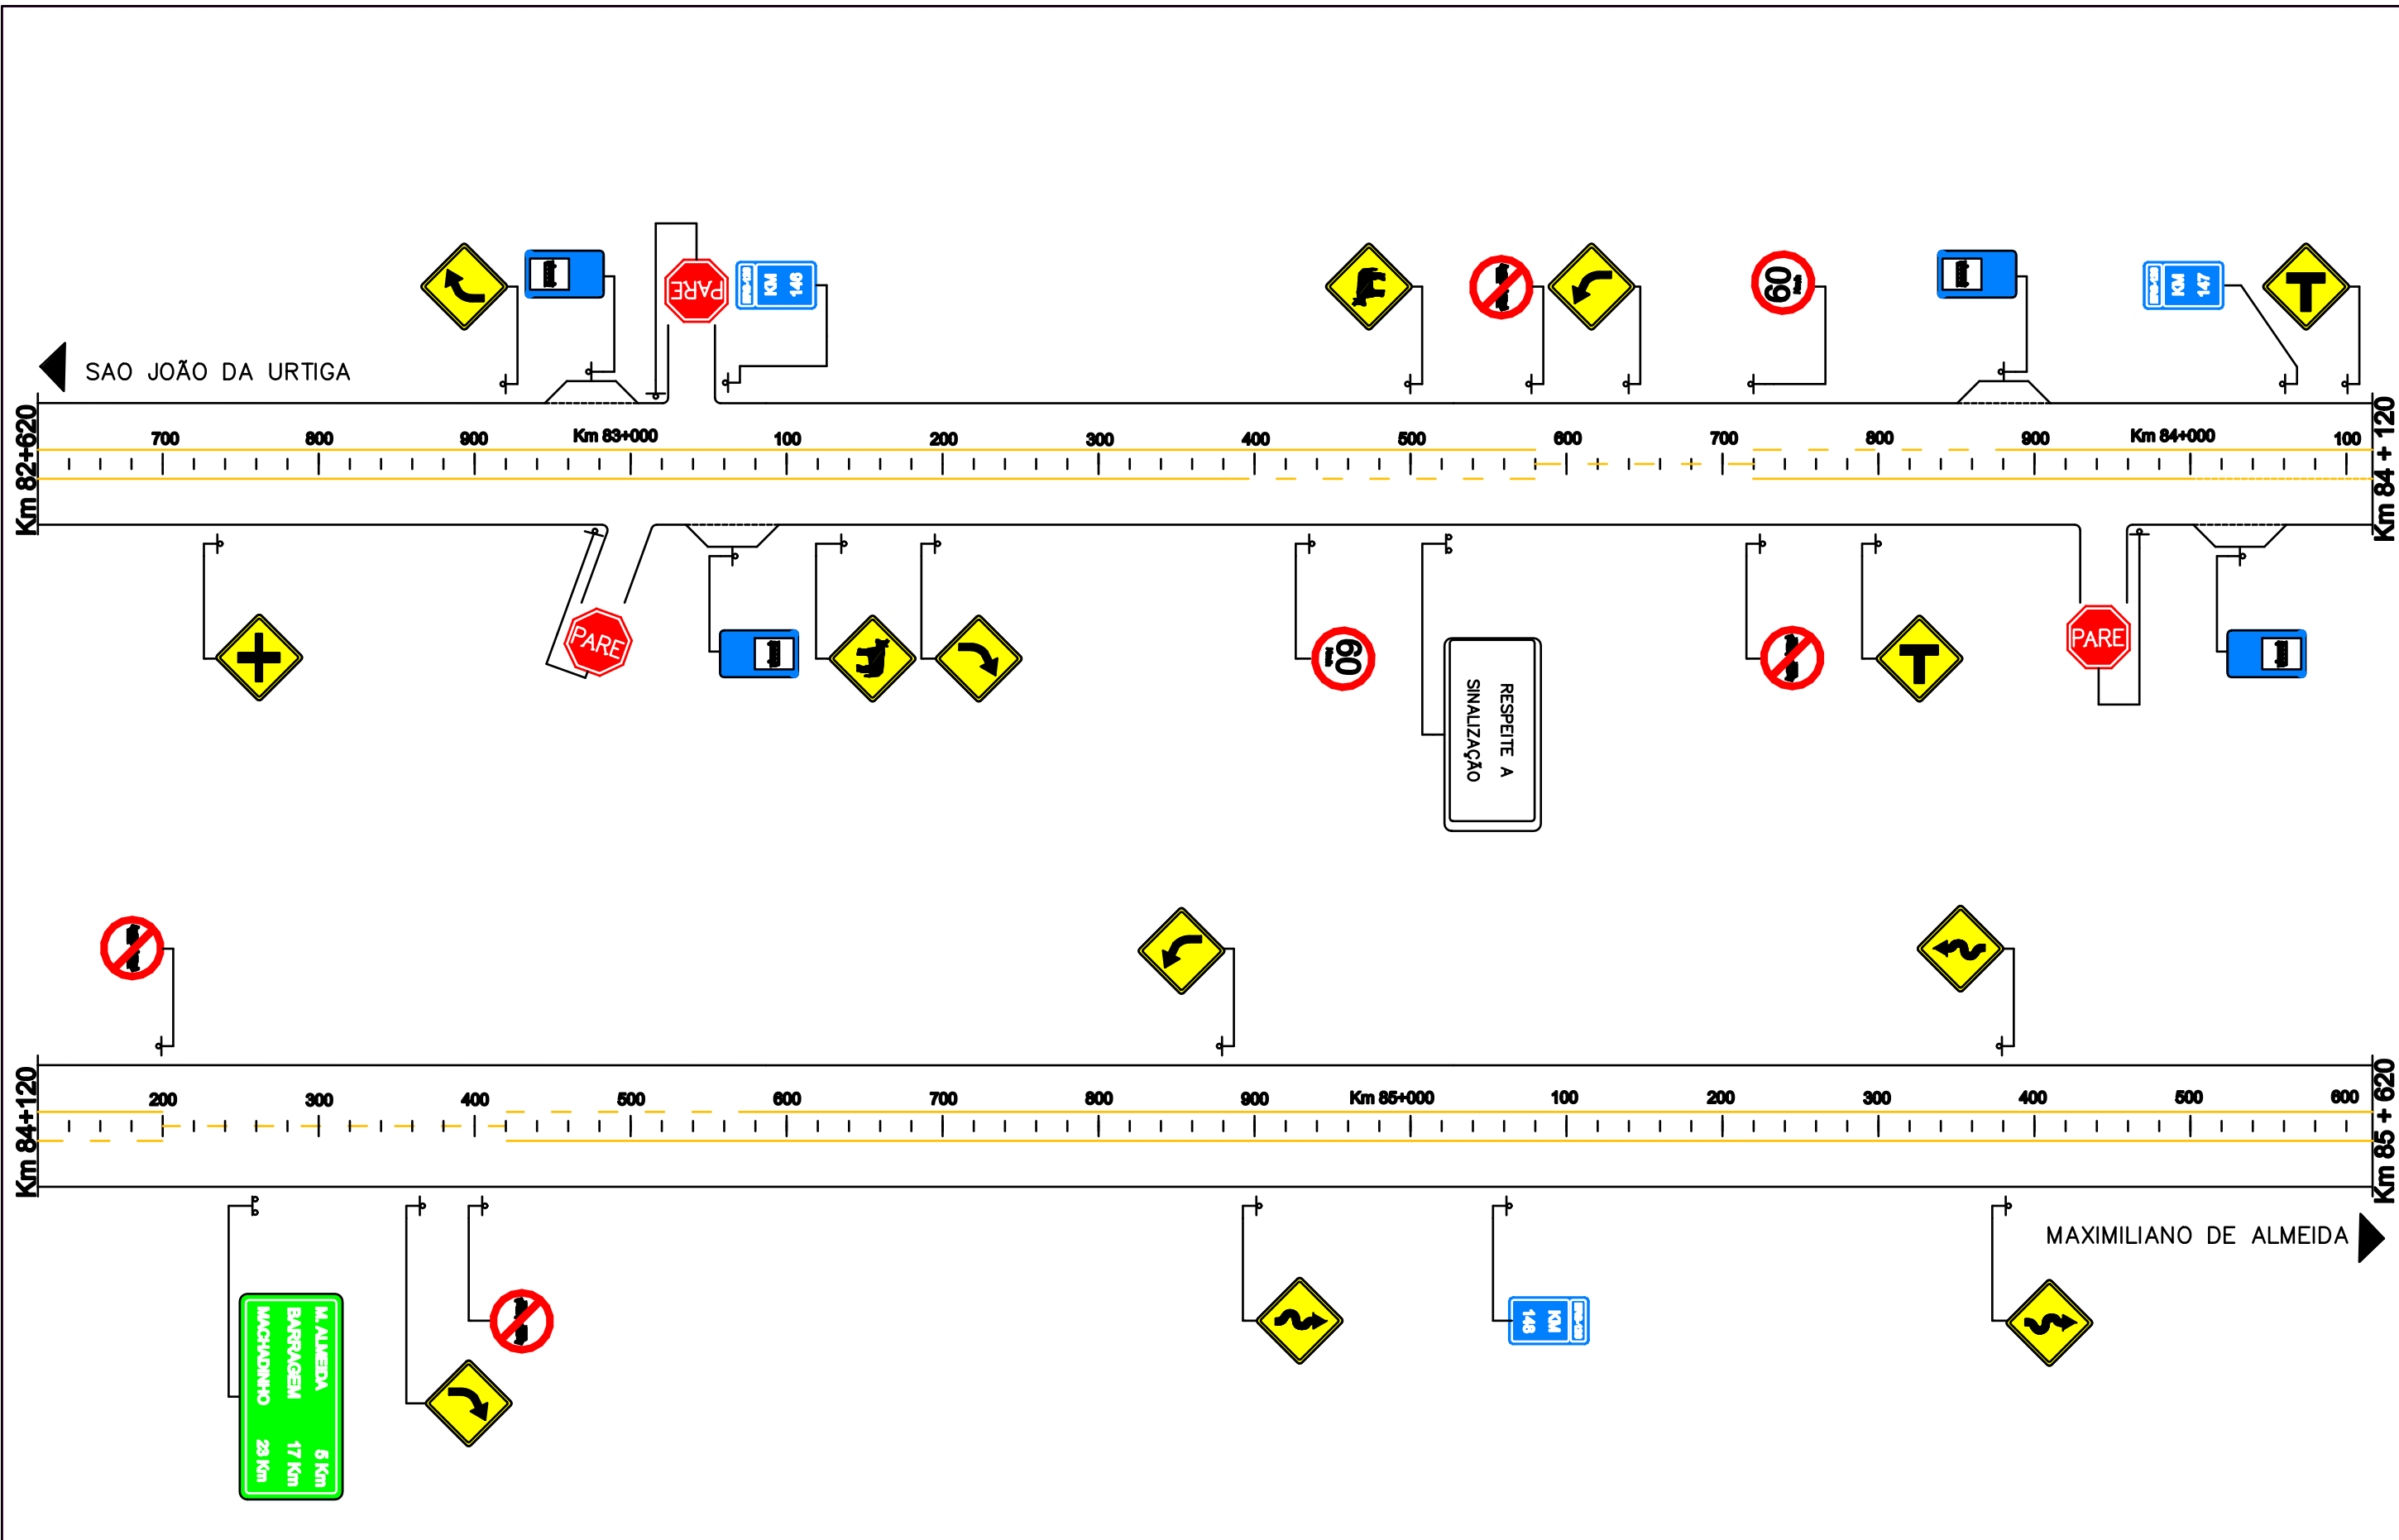 PARE
KM
146
KM
147
60
SAO JOÃO DA URTIGA
Km 82+620
700
800
900
Km 83+000
100
200
300
400
500
600
700
800
900
Km 84+000
100
Km 84 + 120
PARE
60
RESPEITE A
SINALIZAÇÃO
PARE
Km 84+120
200
300
400
500
600
700
800
900
Km 85+000
100
200
300
400
500
600
Km 85 + 620
MAXIMILIANO DE ALMEIDA
M. ALMEIDA 5 Km
BARRAGEM 17 Km
MACHADINHO 28 Km
KM
148